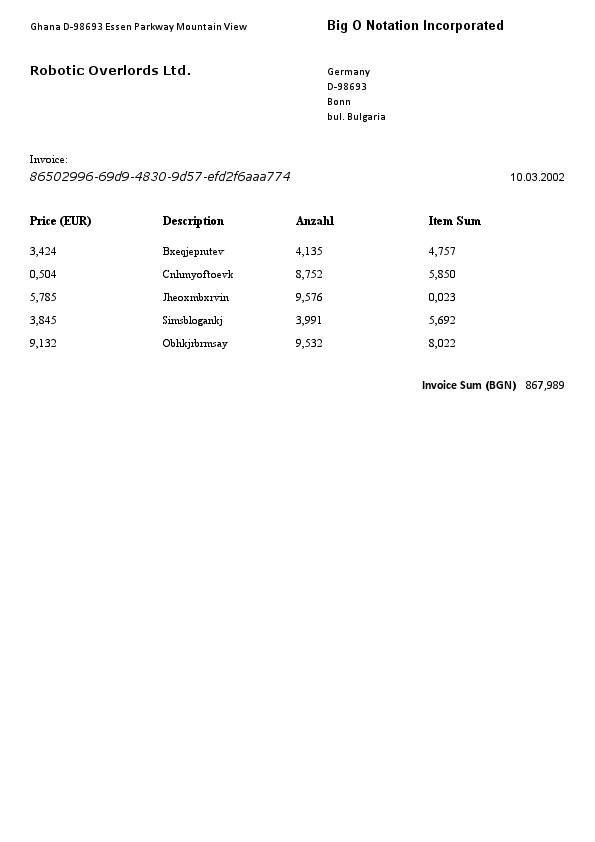 Ghana D-98693 Essen Parkway Mountain View
Big O Notation Incorporated
Robotic Overlords Ltd.
Germany
D-98693
Bonn
bul. Bulgaria
Invoice:
86502996-69d9-4830-9d57-efd2f6aaa774 10.03.2002
Price (EUR) Description Anzahl Item Sum
3,424 Bxeqjeprutev 4,135 4,757
0,504 Cnhmyoftoevk 8,752 5,850
5,785 Jheoxmbxrvin 9,576 0,023
3,845 Simsblogankj 3,991 5,692
9,132 Obhkjrbrmsay 9,532 8,022
Invoice Sum (BGN) 867,989